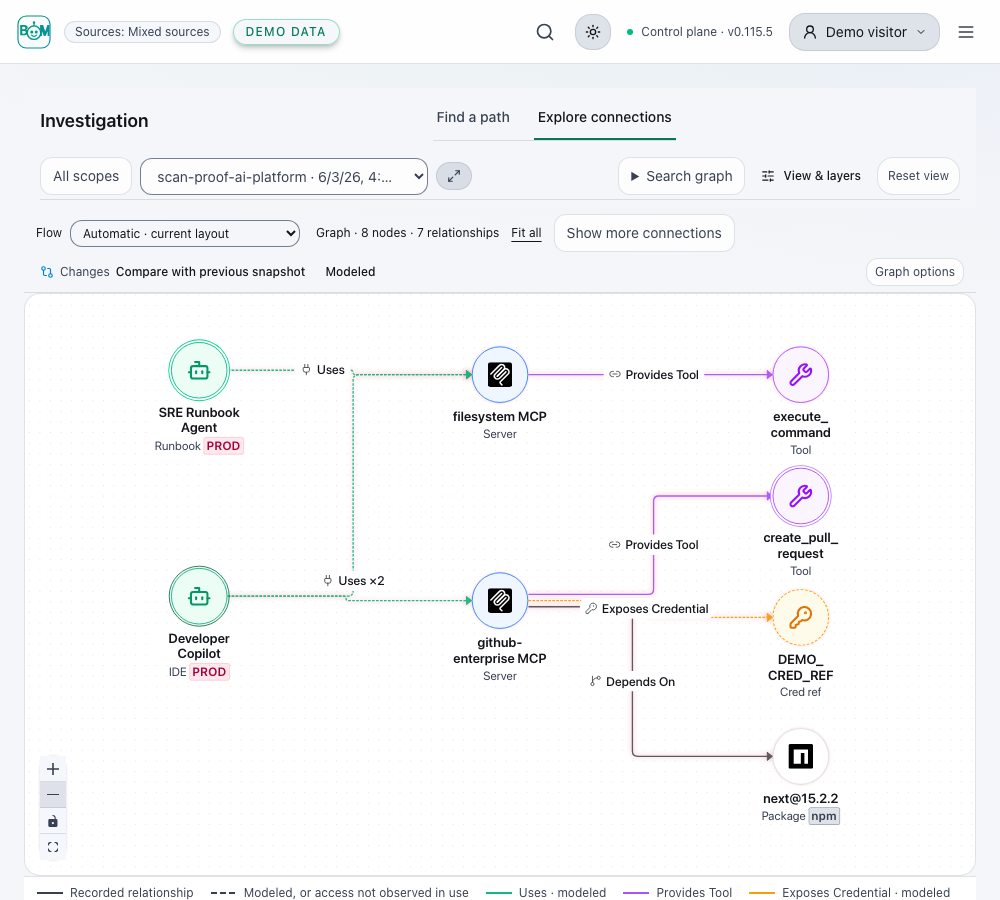 BOM
Sources: Mixed sources
DEMO DATA
Control plane · v0.115.5
Demo visitor
Investigation
Find a path
Explore connections
All scopes
scan-proof-ai-platform · 6/3/26, 4:...
Search graph
View & layers
Reset view
Flow
Automatic · current layout
Graph · 8 nodes · 7 relationships
Fit all
Show more connections
Changes
Compare with previous snapshot
Modeled
Graph options
Uses
Provides Tool
SRE Runbook
Agent
Runbook PROD
filesystem MCP
Server
execute_
command
Tool
create_pull_
request
Tool
Provides Tool
Uses ×2
Exposes Credential
Developer
Copilot
IDE PROD
github-
enterprise MCP
Server
DEMO_
CRED_REF
Cred ref
Depends On
next@15.2.2
Package npm
Recorded relationship
Modeled, or access not observed in use
Uses · modeled
Provides Tool
Exposes Credential · modeled